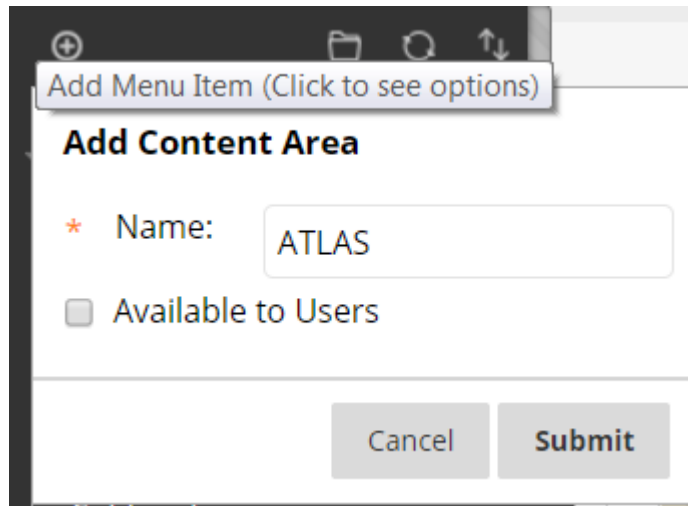 Add Menu Item (Click to see options)
Add Content Area
* Name: ATLAS
Available to Users
Cancel Submit